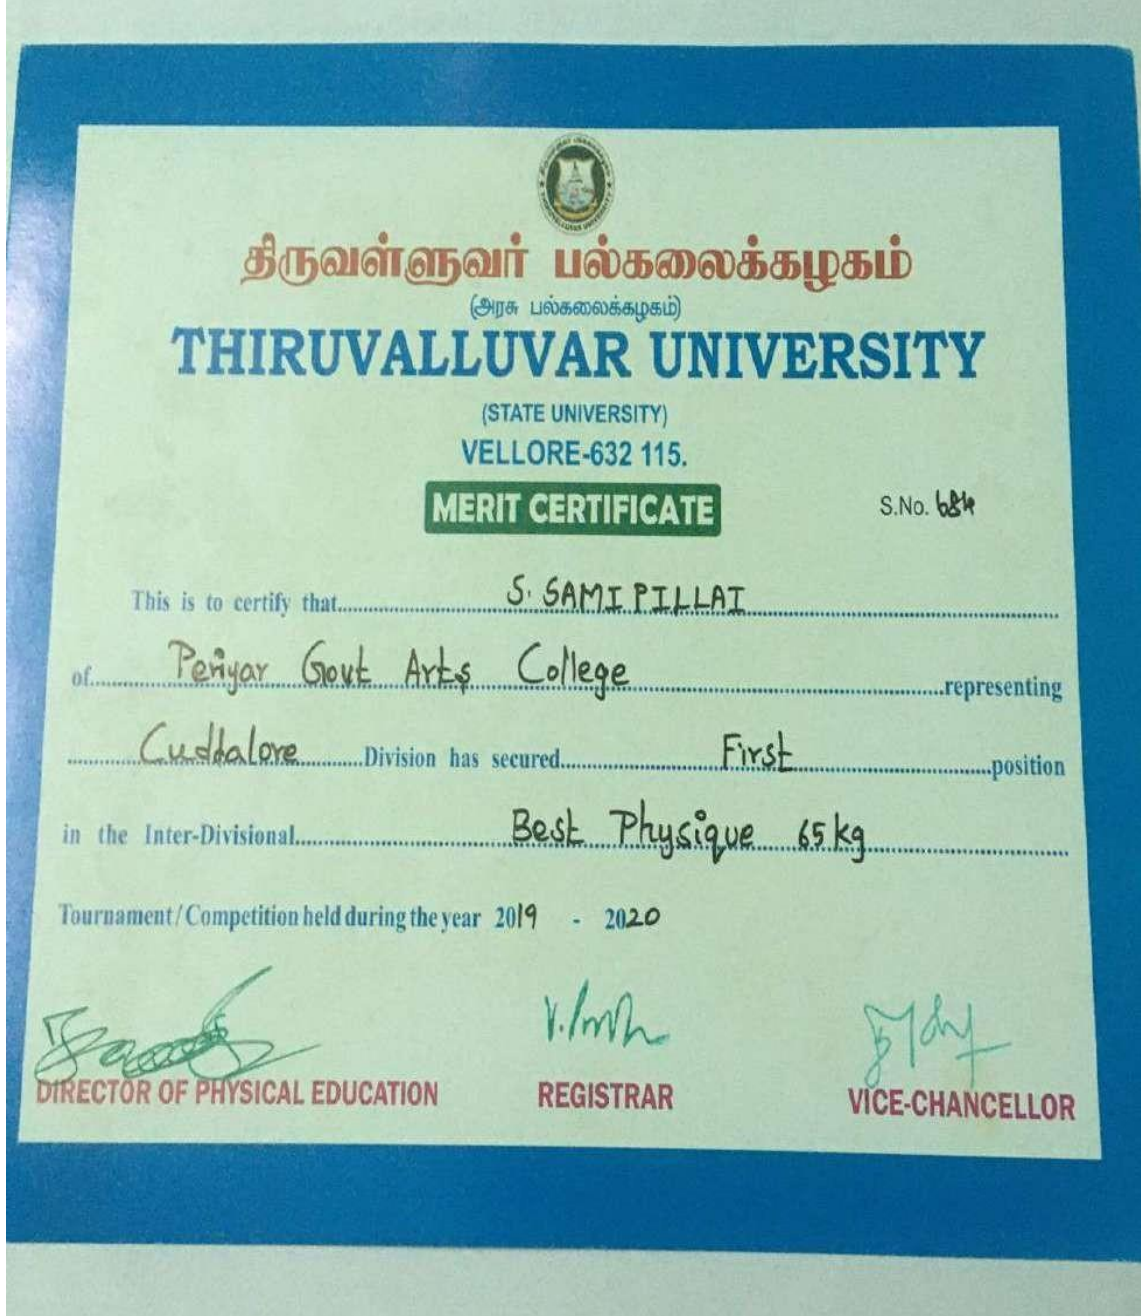 திருவள்ளுவர் பல்கலைக்கழகம்
(அரசு பல்கலைக்கழகம்)
THIRUVALLUVAR UNIVERSITY
(STATE UNIVERSITY)
VELLORE-632 115.
MERIT CERTIFICATE
S.No. 684
This is to certify that S. SAMI PILLAI
of Periyar Govt Arts College representing
Cuddalore Division has secured First position
in the Inter-Divisional Best Physique 65 kg
Tournament/Competition held during the year 2019 - 2020
DIRECTOR OF PHYSICAL EDUCATION REGISTRAR VICE-CHANCELLOR